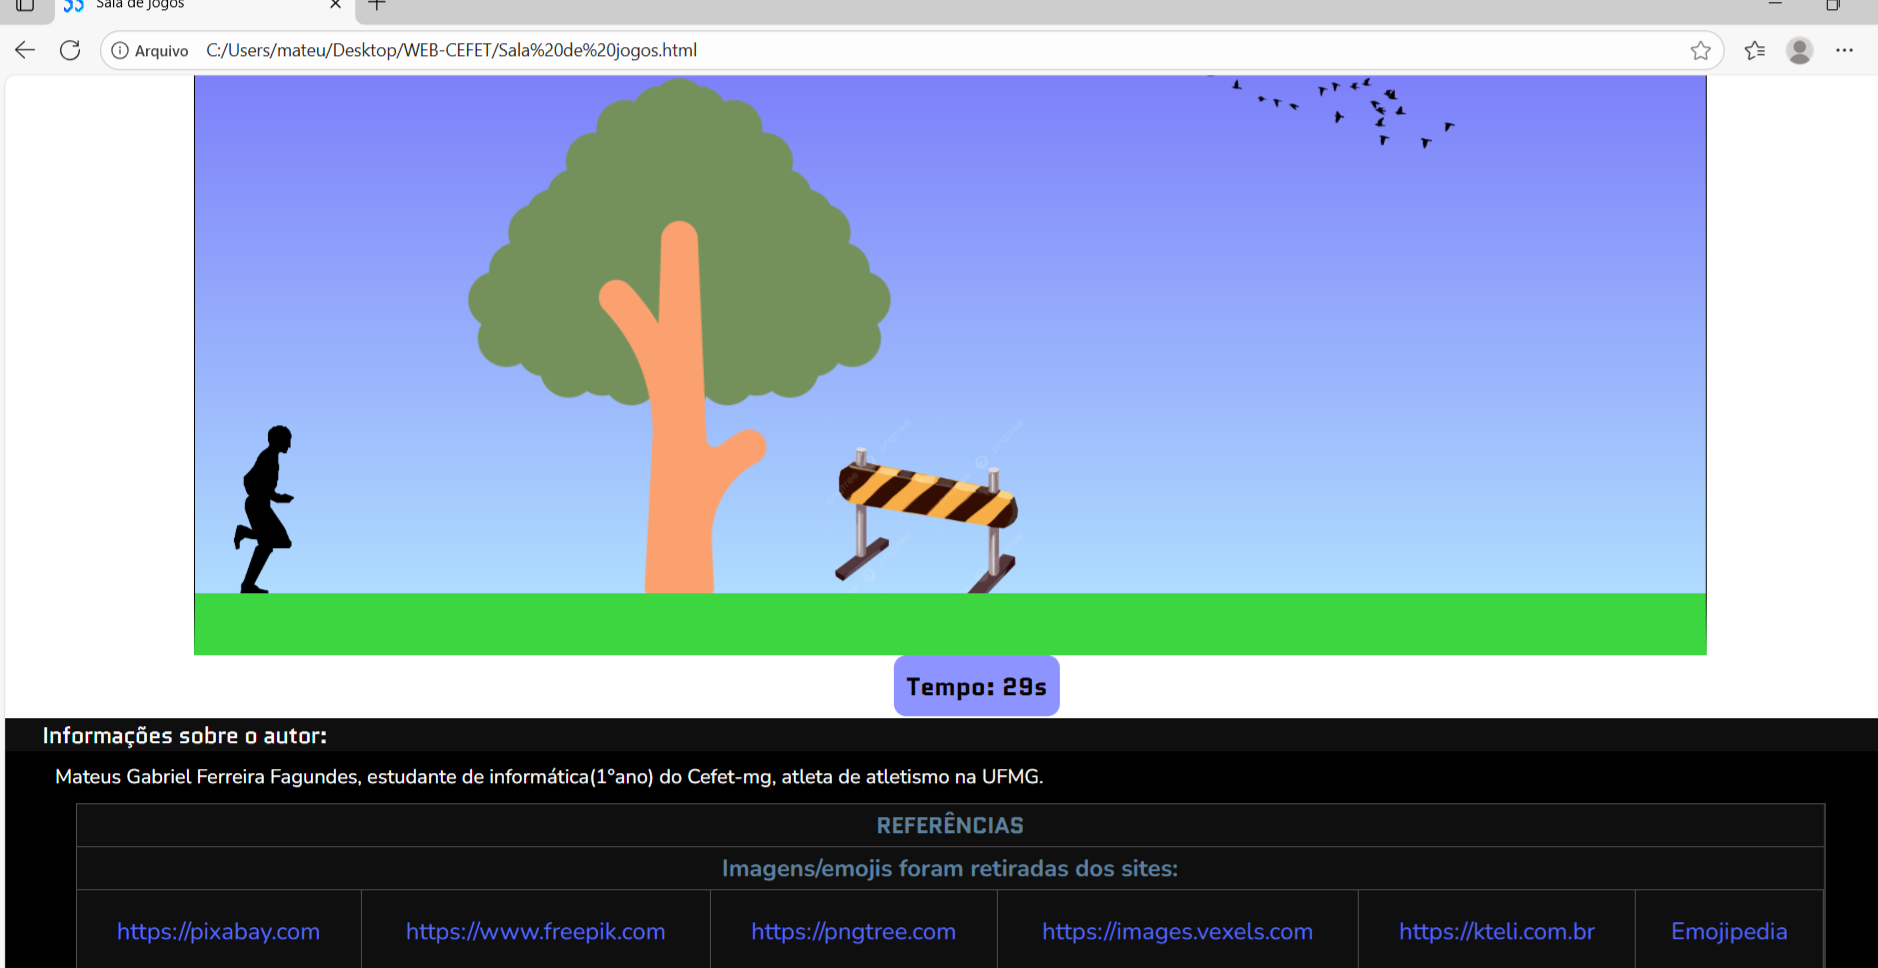 Sala de jogos
Arquivo C:/Users/mateu/Desktop/WEB-CEFET/Sala%20de%20jogos.html
pngtree pngtree
Tempo: 29s
Informações sobre o autor:
Mateus Gabriel Ferreira Fagundes, estudante de informática(1°ano) do Cefet-mg, atleta de atletismo na UFMG.
REFERÊNCIAS
Imagens/emojis foram retiradas dos sites:
https://pixabay.com https://www.freepik.com https://pngtree.com https://images.vexels.com https://kteli.com.br Emojipedia